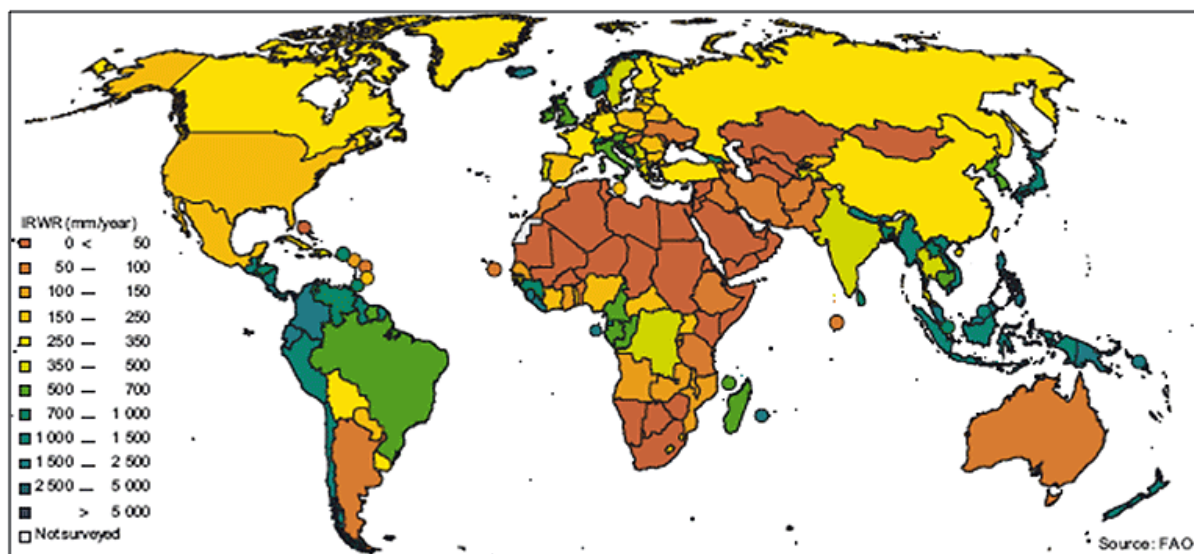 IRWR (mm/year)
0 < 50
50 — 100
100 — 150
150 — 250
250 — 350
350 — 500
500 — 700
700 — 1 000
1 000 — 1 500
1 500 — 2 500
2 500 — 5 000
> 5 000
Not surveyed
Source: FAO